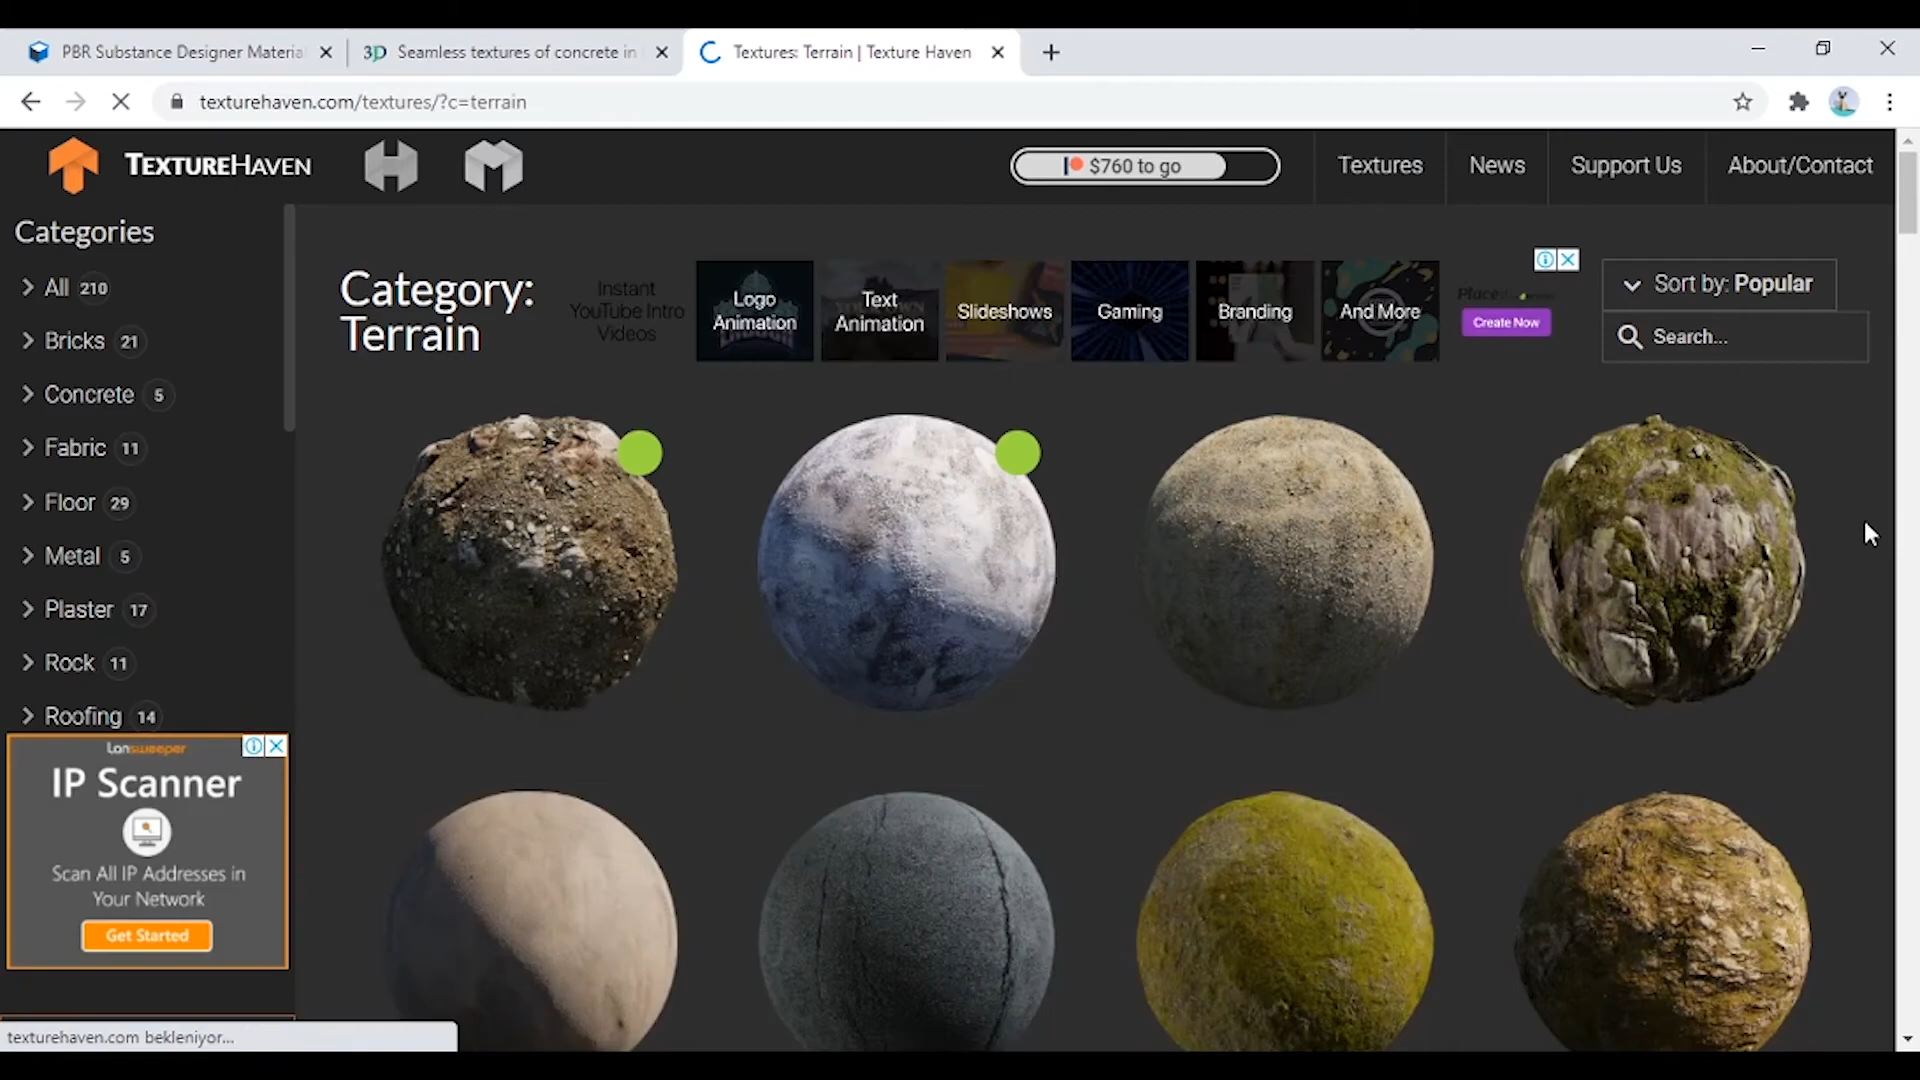 PBR Substance Designer Materia
3D Seamless textures of concrete in
Textures: Terrain | Texture Haven
texturehaven.com/textures/?c=terrain
TEXTUREHAVEN
$760 to go
Textures
News
Support Us
About/Contact
Categories
All 210
Bricks 21
Concrete 5
Fabric 11
Floor 29
Metal 5
Plaster 17
Rock 11
Roofing 14
Category:
Terrain
Instant
YouTube Intro
Videos
Logo
Animation
Text
Animation
Slideshows
Gaming
Branding
And More
Create Now
Sort by: Popular
Search...
Lansweeper
IP Scanner
Scan All IP Addresses in
Your Network
Get Started
texturehaven.com bekleniyor...